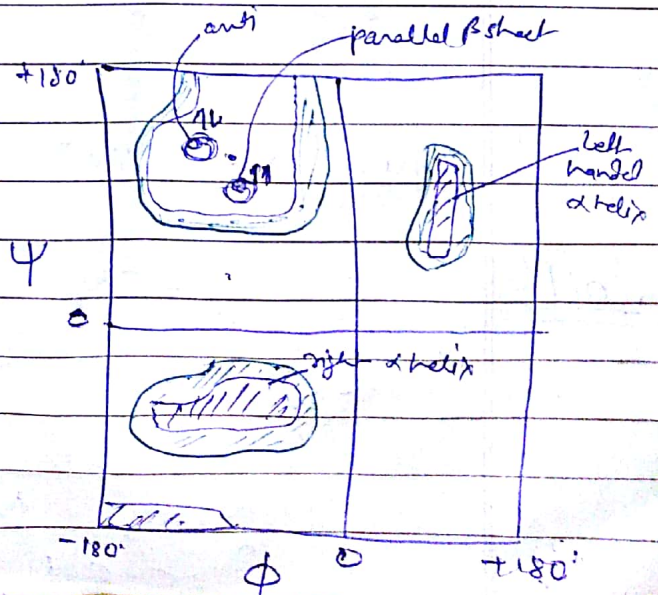 anti
parallel β sheet
+180°
↑↓
↑↑
left
handed
α helix
ψ
0
right - α helix
-180°
ϕ
0
+180°